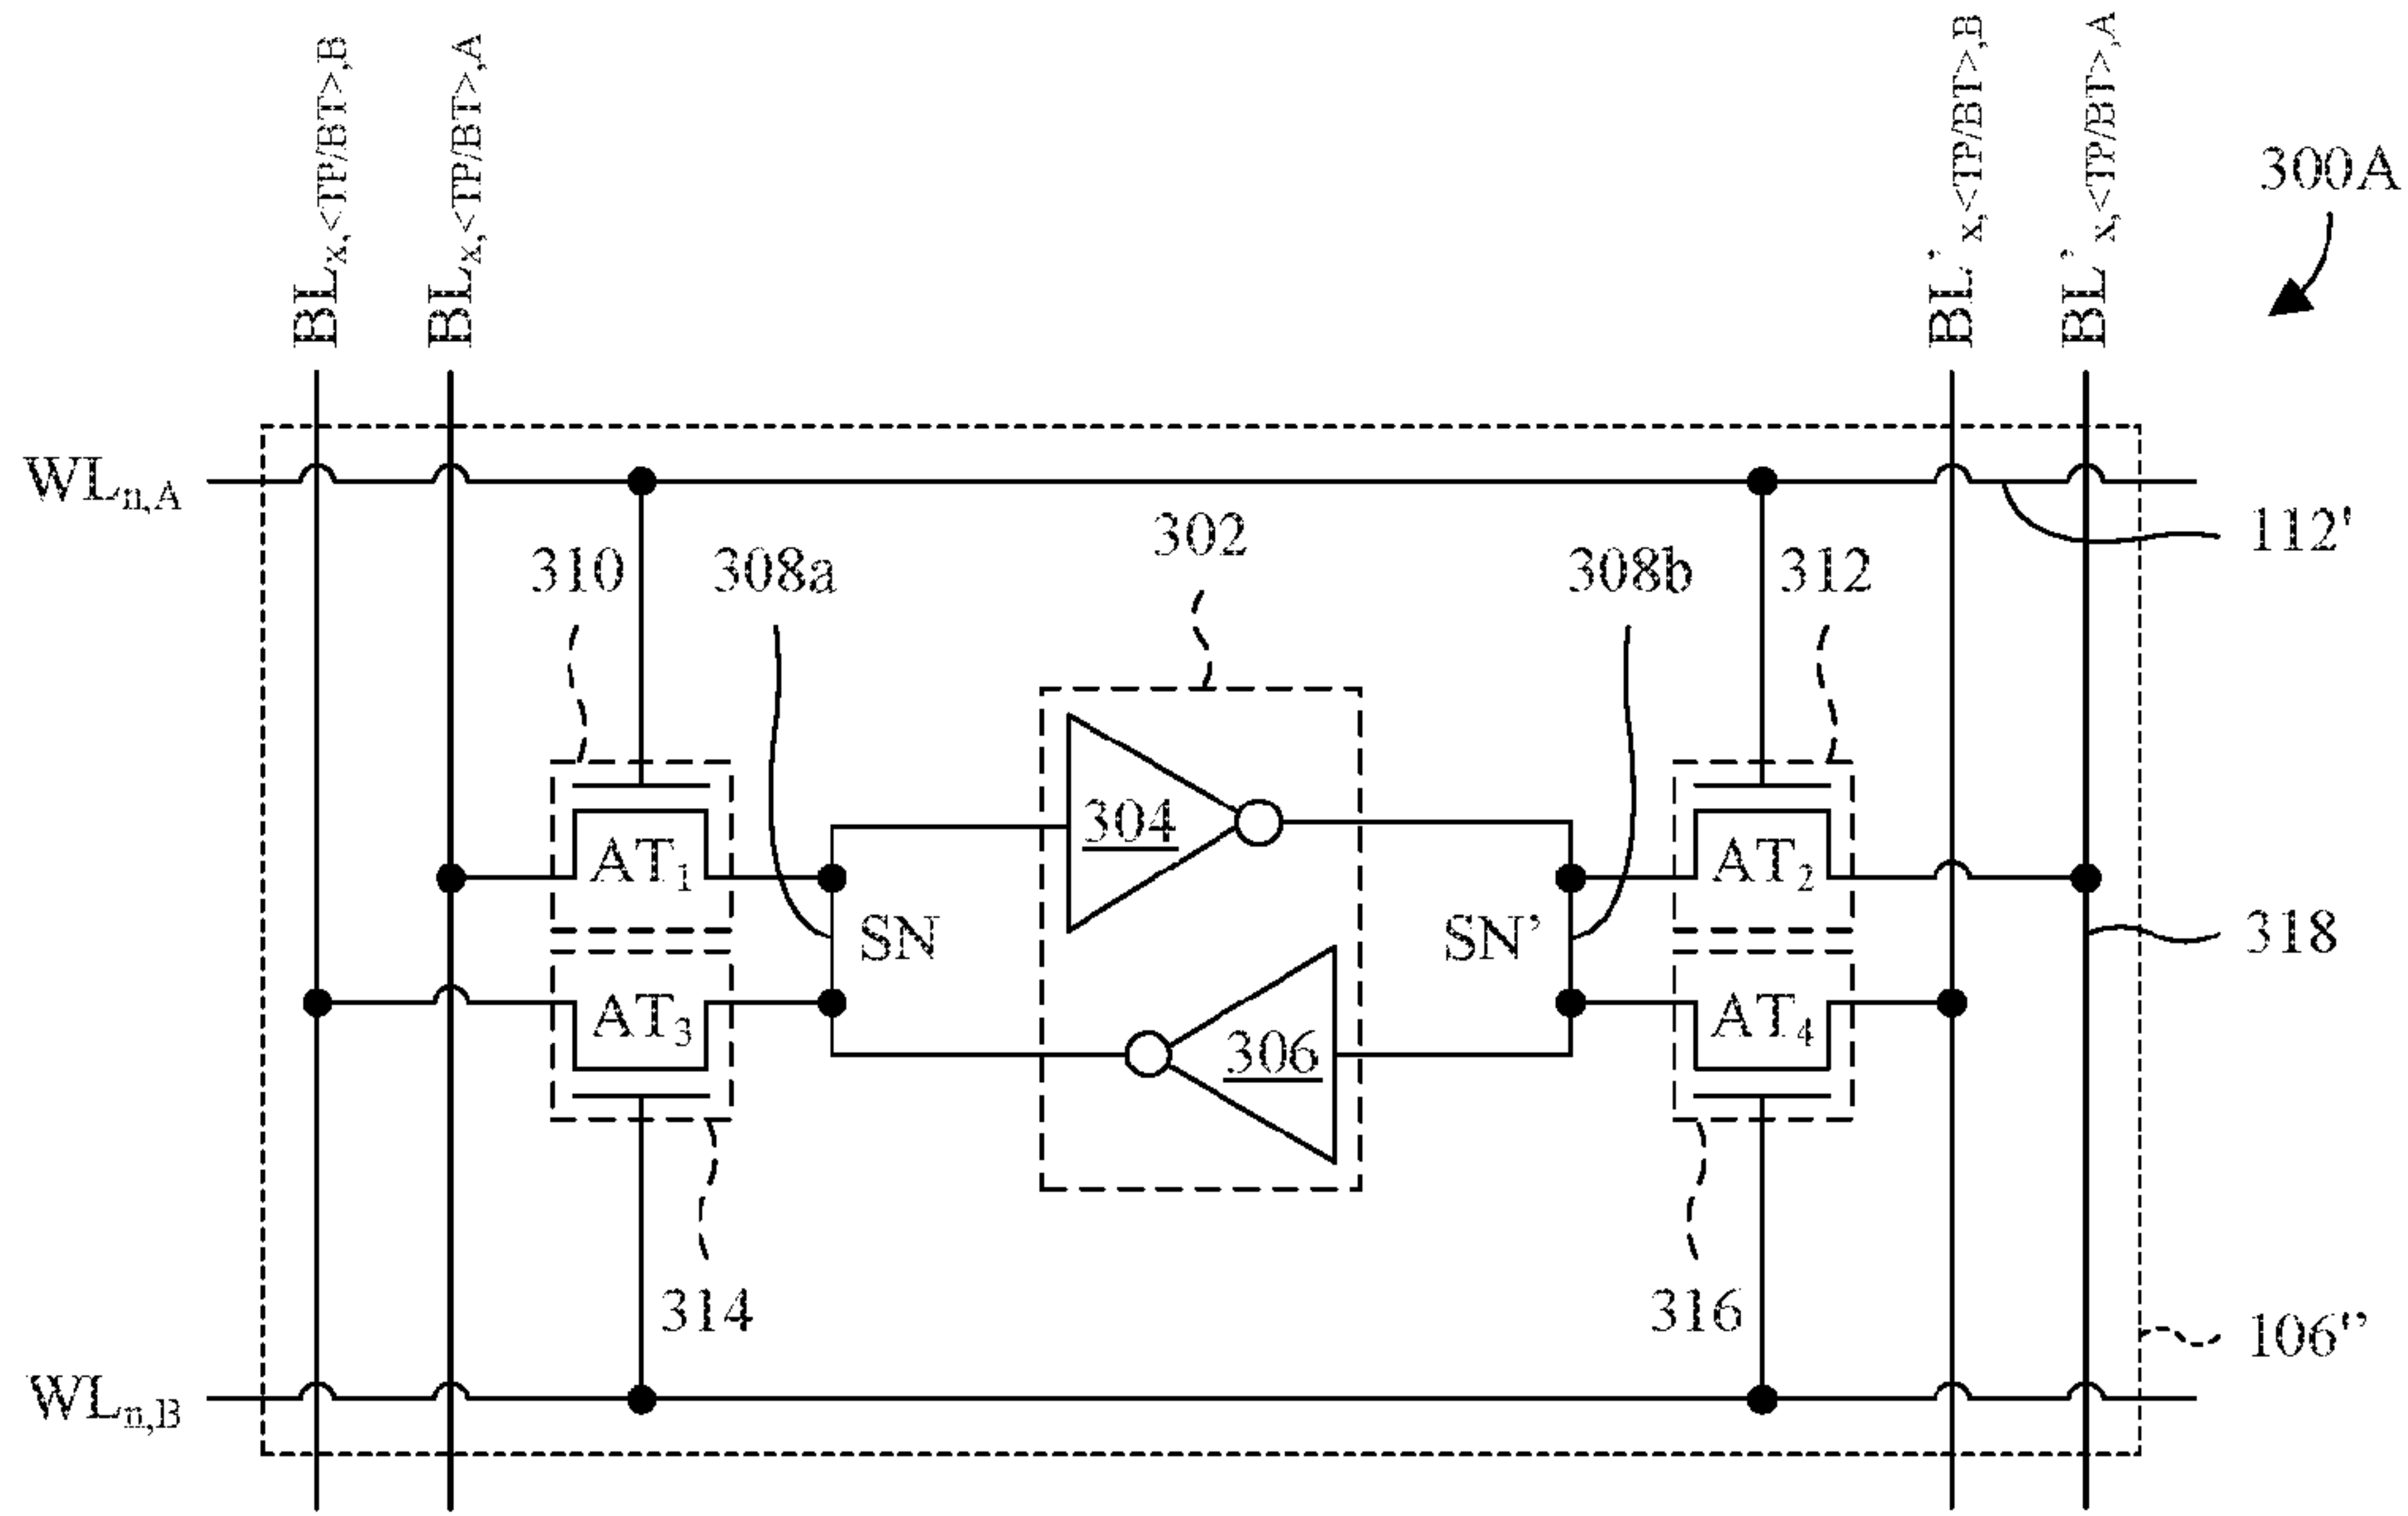 BLx,<TP/BT>,B
BLx,<TP/BT>,A
BL'x,<TP/BT>,B
BL'x,<TP/BT>,A
300A
WLn,A
112'
302
310
308a
308b
312
304
AT1
AT2
SN
SN’
318
AT3
AT4
306
314
316
106"
WLn,B